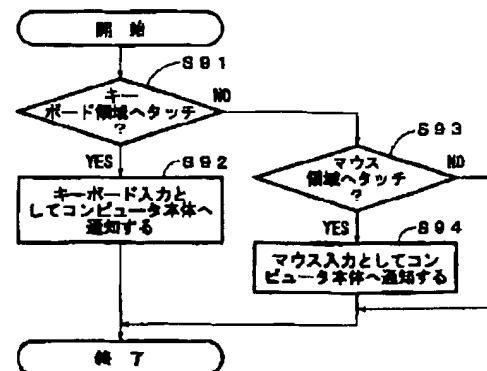 開 始
S91
キー
ボード領域へタッチ
?
NO
YES
S92
キーボード入力と
してコンピュータ本体へ
通知する
S93
マウス
領域へタッチ
?
NO
YES
S94
マウス入力としてコン
ピュータ本体へ通知する
終 了